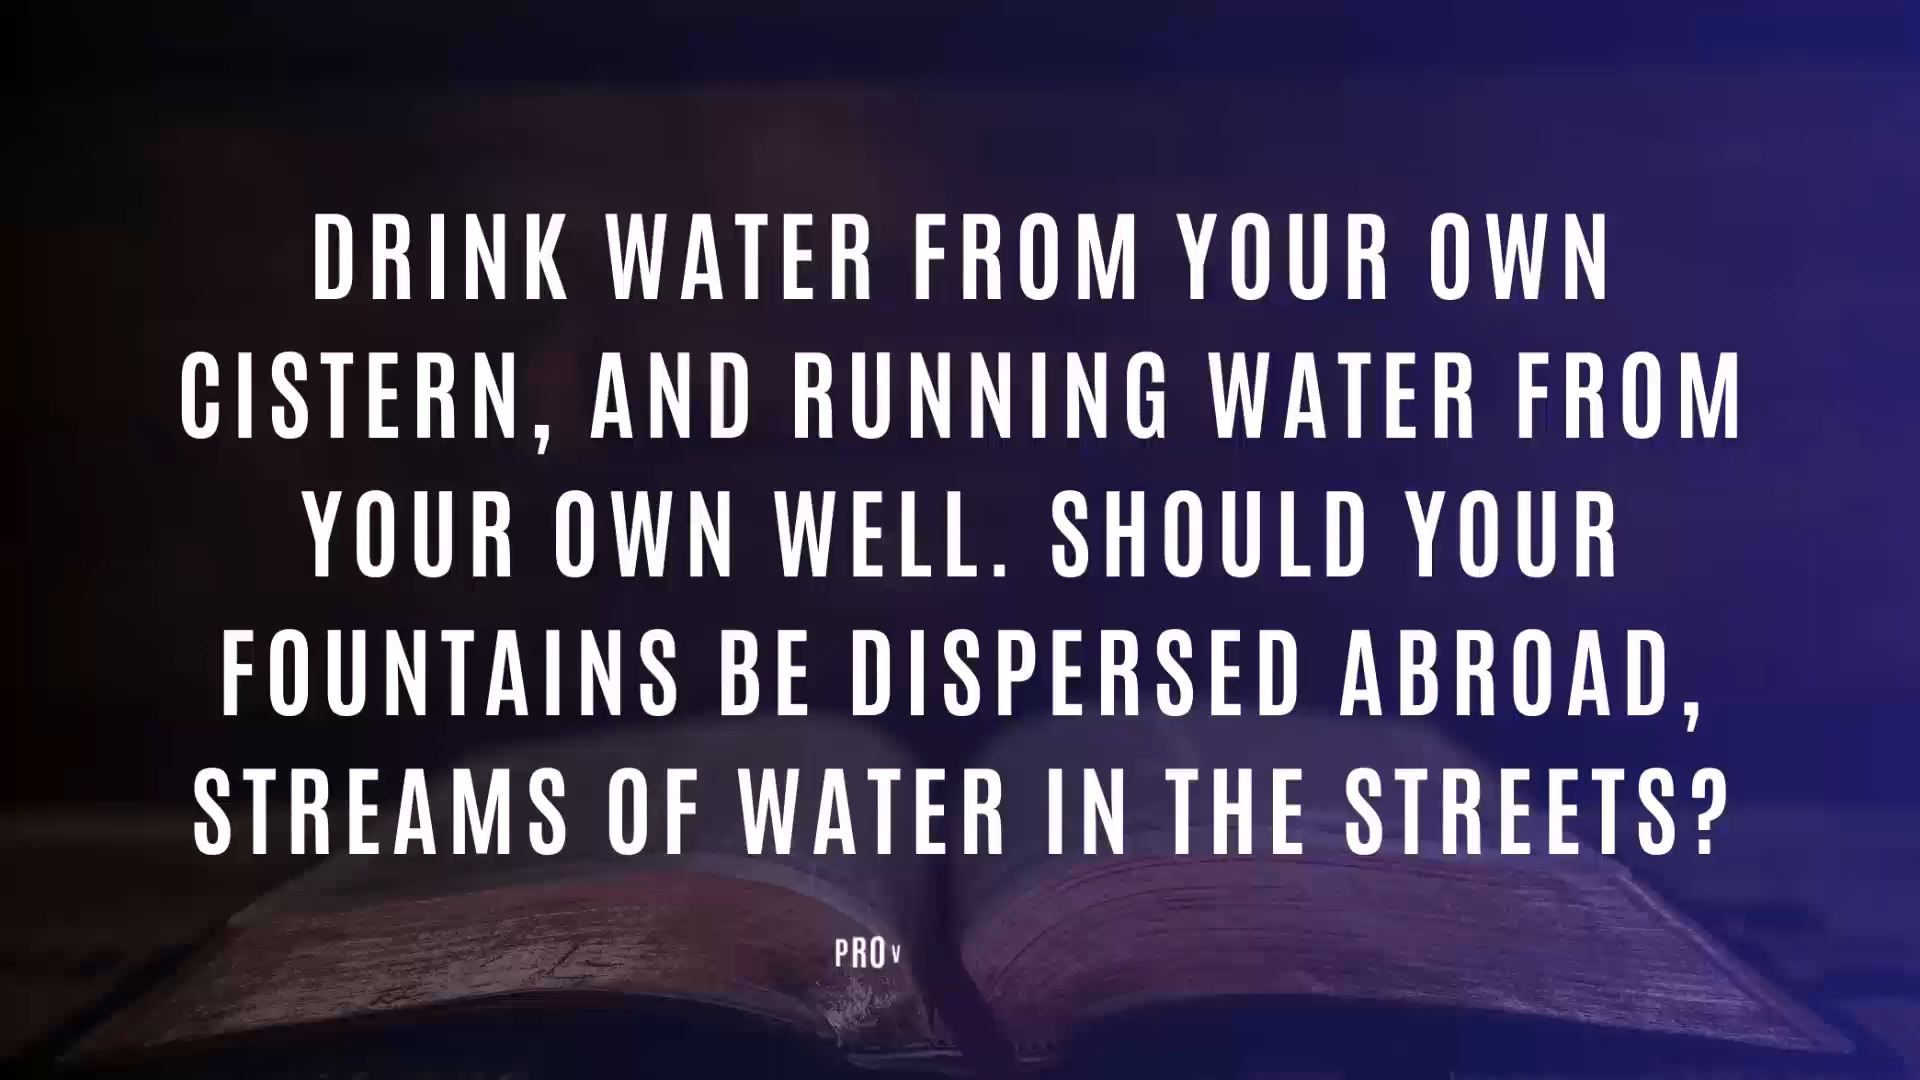 DRINK WATER FROM YOUR OWN
CISTERN, AND RUNNING WATER FROM
YOUR OWN WELL. SHOULD YOUR
FOUNTAINS BE DISPERSED ABROAD,
STREAMS OF WATER IN THE STREETS?
PROV